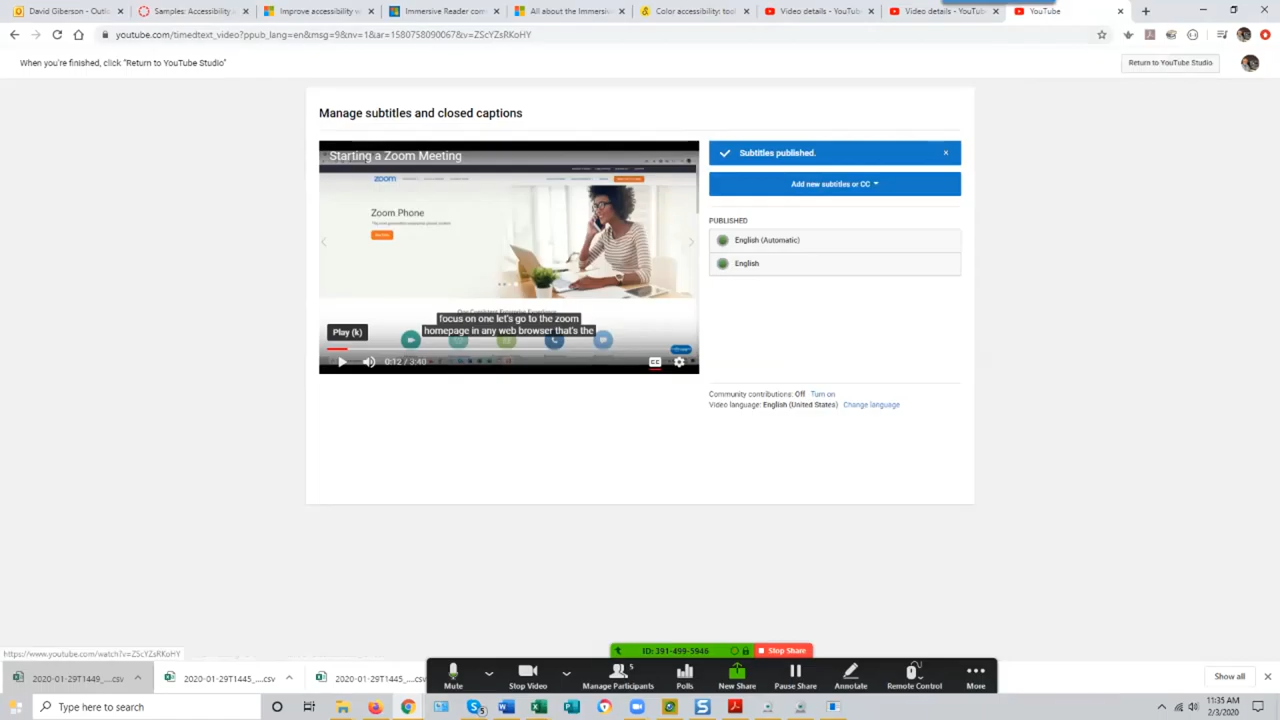 David Giberson - Outl
Samples: Accessibility
Improve accessibility
Immersive Reader com
All about the Immersiv
Color accessibility: tool
Video details - YouTube
Video details - YouTube
YouTube
youtube.com/timedtext_video?ppub_lang=en&msg=9&nv=1&ar=1580758090067&v=ZScYZsRKoHY
When you're finished, click "Return to YouTube Studio"
Return to YouTube Studio
Manage subtitles and closed captions
Starting a Zoom Meeting
zoom
Zoom Phone
focus on one let's go to the zoom
homepage in any web browser that's the
Play (k)
0:12 / 3:40
CC
Subtitles published.
Add new subtitles or CC
PUBLISHED
English (Automatic)
English
Community contributions: Off Turn on
Video language: English (United States) Change language
https://www.youtube.com/watch?v=ZScYZsRKoHY
ID: 391-499-5946
Stop Share
2020-01-29T1449_....csv
2020-01-29T1445_....csv
2020-01-29T1445_....csv
Mute
Stop Video
5
Manage Participants
Polls
New Share
Pause Share
Annotate
Remote Control
More
Show all
Type here to search
11:35 AM
2/3/2020